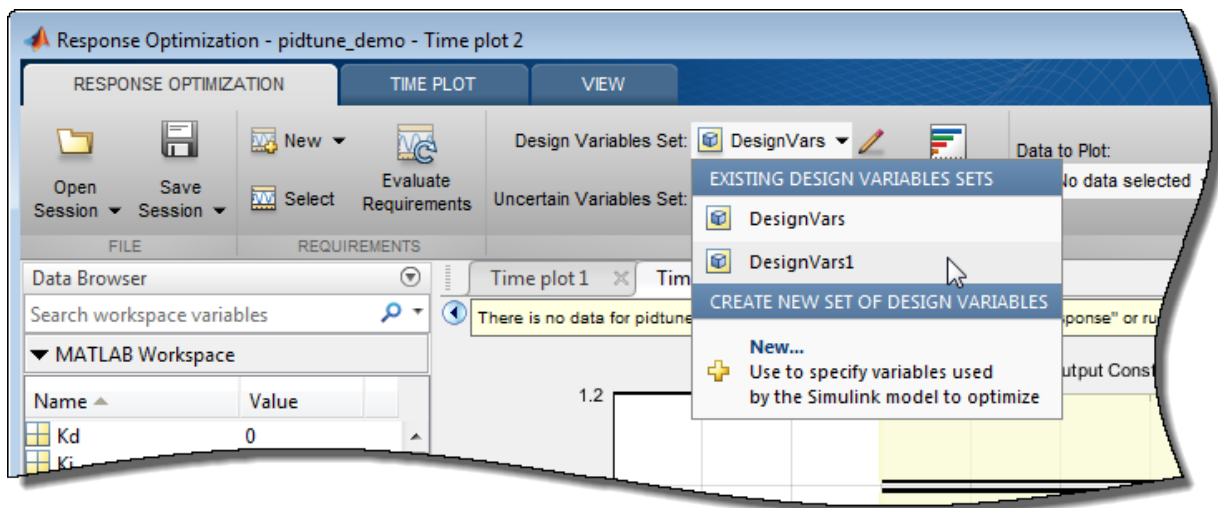 Response Optimization - pidtune_demo - Time plot 2
RESPONSE OPTIMIZATION
TIME PLOT
VIEW
Open
Session
Save
Session
FILE
New
Select
Evaluate
Requirements
REQUIREMENTS
Design Variables Set:
DesignVars
Uncertain Variables Set:
Data to Plot:
No data selected
EXISTING DESIGN VARIABLES SETS
DesignVars
DesignVars1
CREATE NEW SET OF DESIGN VARIABLES
New...
Use to specify variables used
by the Simulink model to optimize
Data Browser
Search workspace variables
MATLAB Workspace
Name
Value
Kd
0
Ki
Time plot 1
Tim
There is no data for pidtune
sponse" or ru
utput Const
1.2